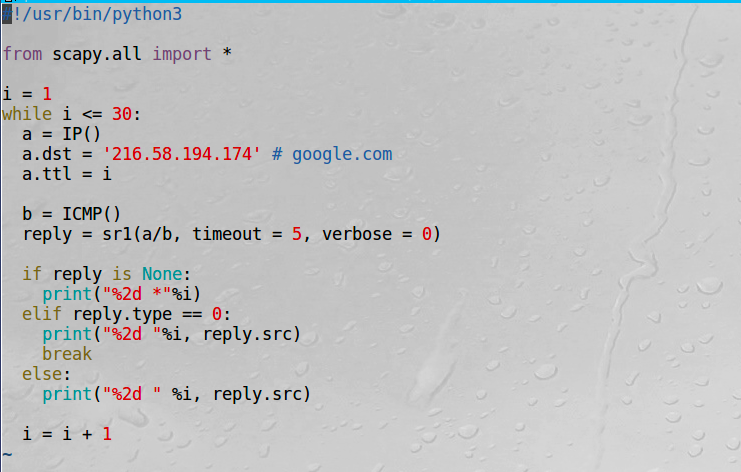 #!/usr/bin/python3
from scapy.all import *
i = 1
while i <= 30:
  a = IP()
  a.dst = '216.58.194.174' # google.com
  a.ttl = i
  b = ICMP()
  reply = sr1(a/b, timeout = 5, verbose = 0)
  if reply is None:
    print("%2d *"%i)
  elif reply.type == 0:
    print("%2d "%i, reply.src)
    break
  else:
    print("%2d " %i, reply.src)
  i = i + 1
~